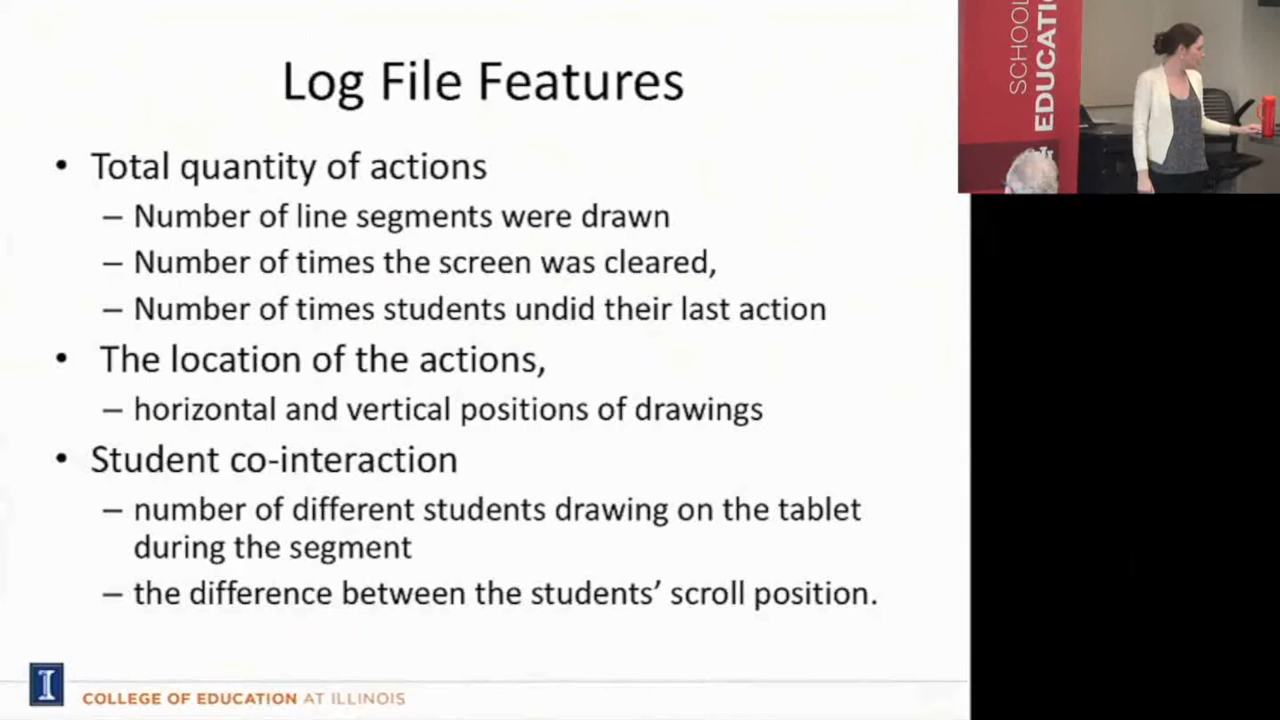 Log File Features
• Total quantity of actions
– Number of line segments were drawn
– Number of times the screen was cleared,
– Number of times students undid their last action
• The location of the actions,
– horizontal and vertical positions of drawings
• Student co-interaction
– number of different students drawing on the tablet
during the segment
– the difference between the students’ scroll position.
I
COLLEGE OF EDUCATION AT ILLINOIS
SCHOOL
EDUCATI